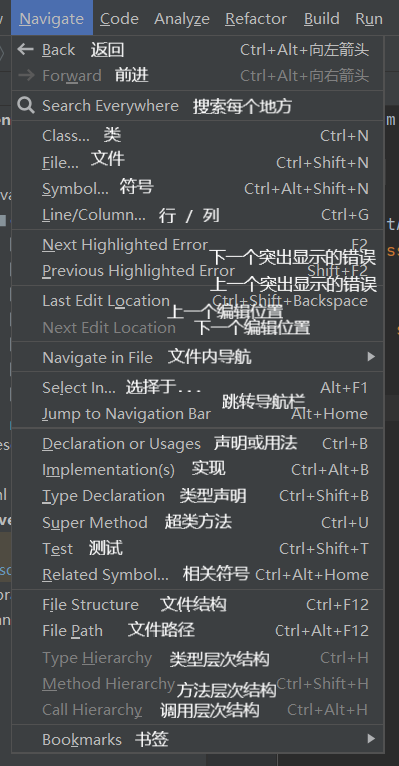 Navigate Code Analyze Refactor Build Run
Back 返回 Ctrl+Alt+向左箭头
Forward 前进 Ctrl+Alt+向右箭头
Search Everywhere 搜索每个地方
Class... 类 Ctrl+N
File... 文件 Ctrl+Shift+N
Symbol... 符号 Ctrl+Alt+Shift+N
Line/Column... 行 / 列 Ctrl+G
Next Highlighted Error 下一个突出显示的错误 F2
Previous Highlighted Error 上一个突出显示的错误 Shift+F2
Last Edit Location 上一个编辑位置 Ctrl+Shift+Backspace
Next Edit Location 下一个编辑位置
Navigate in File 文件内导航
Select In... 选择于... Alt+F1
Jump to Navigation Bar 跳转导航栏 Alt+Home
Declaration or Usages 声明或用法 Ctrl+B
Implementation(s) 实现 Ctrl+Alt+B
Type Declaration 类型声明 Ctrl+Shift+B
Super Method 超类方法 Ctrl+U
Test 测试 Ctrl+Shift+T
Related Symbol... 相关符号 Ctrl+Alt+Home
File Structure 文件结构 Ctrl+F12
File Path 文件路径 Ctrl+Alt+F12
Type Hierarchy 类型层次结构 Ctrl+H
Method Hierarchy 方法层次结构 Ctrl+Shift+H
Call Hierarchy 调用层次结构 Ctrl+Alt+H
Bookmarks 书签